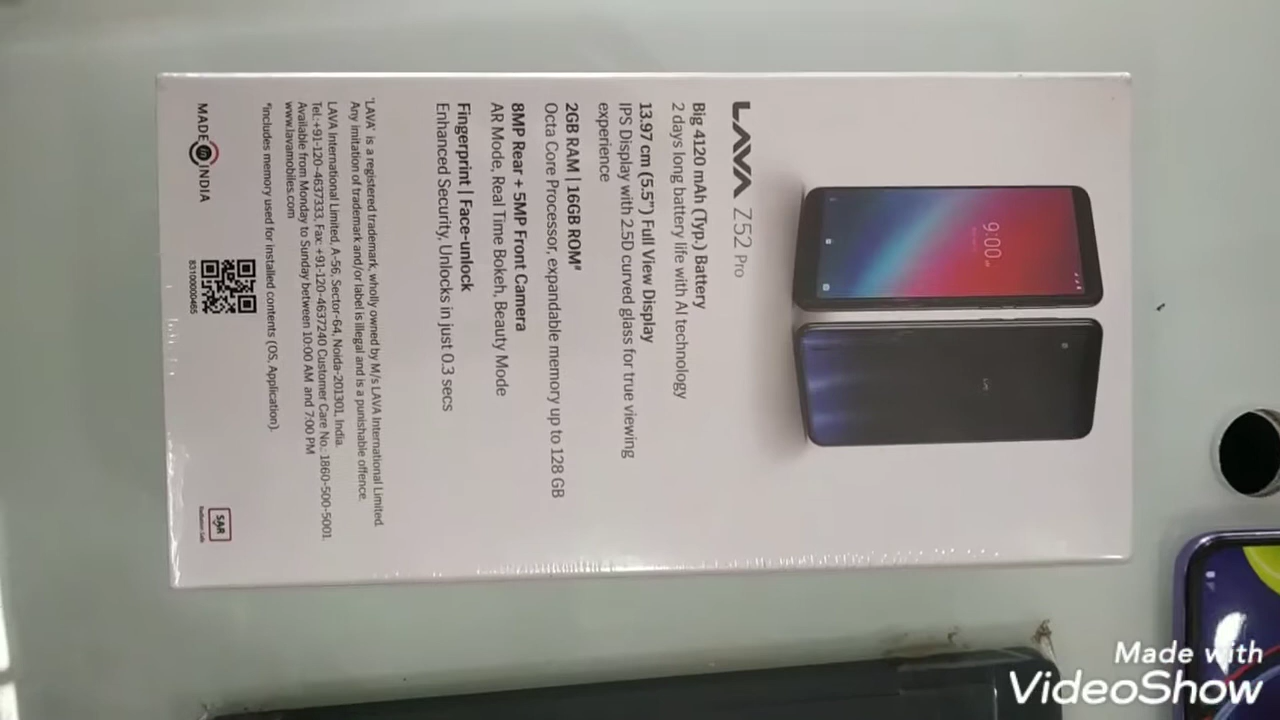 9:00
LAVA Z52 Pro
Big 4120 mAh (Typ.) Battery
2 days long battery life with AI technology
13.97 cm (5.5") Full View Display
IPS Display with 2.5D curved glass for true viewing
experience
2GB RAM | 16GB ROM#
Octa Core Processor, expandable memory up to 128 GB
8MP Rear + 5MP Front Camera
AR Mode, Real Time Bokeh, Beauty Mode
Fingerprint | Face-unlock
Enhanced Security, Unlocks in just 0.3 secs
'LAVA' is a registered trademark, wholly owned by M/s LAVA International Limited.
Any imitation of trademark and/or label is illegal and is a punishable offence.
LAVA International Limited, A-56, Sector-64, Noida-201301, India.
Tel.:+91-120-4637333, Fax: +91-120-4637240 Customer Care No.: 1860-500-5001.
Available from Monday to Sunday between 10:00 AM and 7:00 PM
www.lavamobiles.com
#includes memory used for installed contents (OS, Application).
MADE in INDIA
83100000465
SAR
Made with
VideoShow